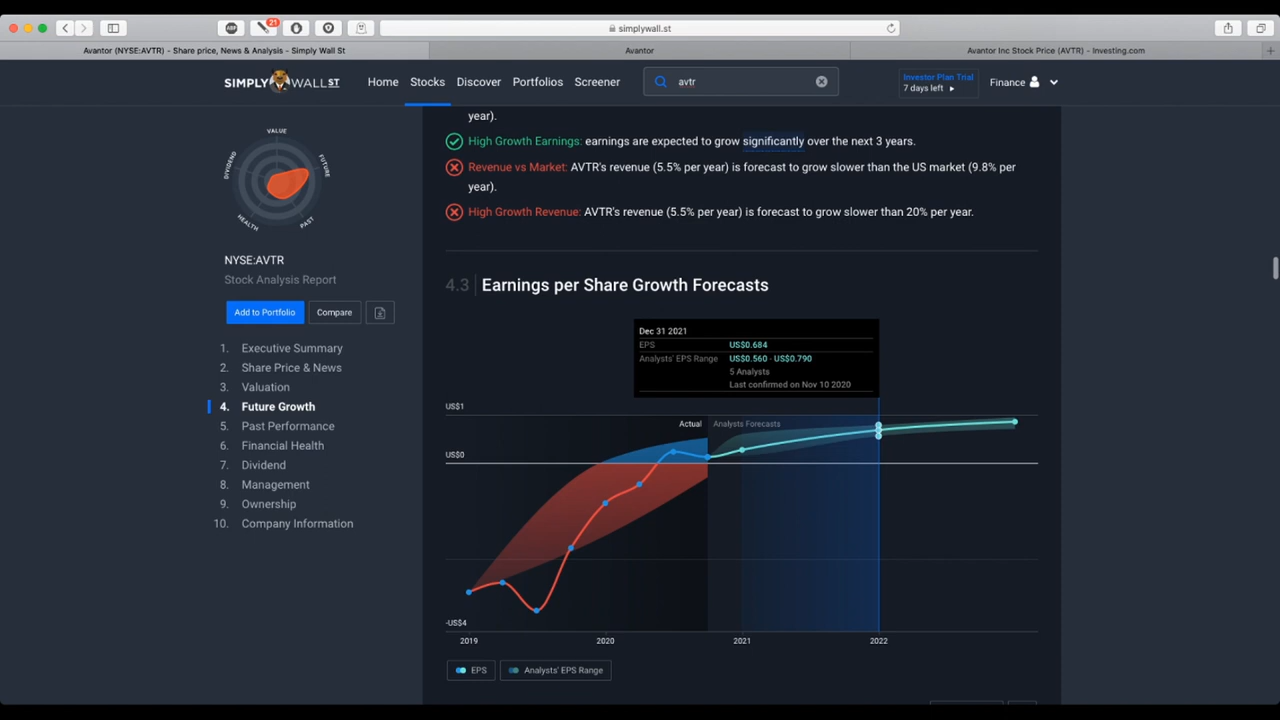 21
simplywall.st
Avantor (NYSE:AVTR) - Share price, News & Analysis - Simply Wall St
Avantor
Avantor Inc Stock Price (AVTR) - Investing.com
SIMPLY WALL ST
Home
Stocks
Discover
Portfolios
Screener
avtr
Investor Plan Trial
7 days left
Finance
VALUE
FUTURE
PAST
HEALTH
DIVIDEND
NYSE:AVTR
Stock Analysis Report
Add to Portfolio
Compare
1. Executive Summary
2. Share Price & News
3. Valuation
4. Future Growth
5. Past Performance
6. Financial Health
7. Dividend
8. Management
9. Ownership
10. Company Information
year).
High Growth Earnings: earnings are expected to grow significantly over the next 3 years.
Revenue vs Market: AVTR's revenue (5.5% per year) is forecast to grow slower than the US market (9.8% per
year).
High Growth Revenue: AVTR's revenue (5.5% per year) is forecast to grow slower than 20% per year.
4.3 Earnings per Share Growth Forecasts
Dec 31 2021
EPS US$0.684
Analysts' EPS Range US$0.560 - US$0.790
5 Analysts
Last confirmed on Nov 10 2020
US$1
Actual
Analysts Forecasts
US$0
-US$4
2019
2020
2021
2022
EPS
Analysts' EPS Range